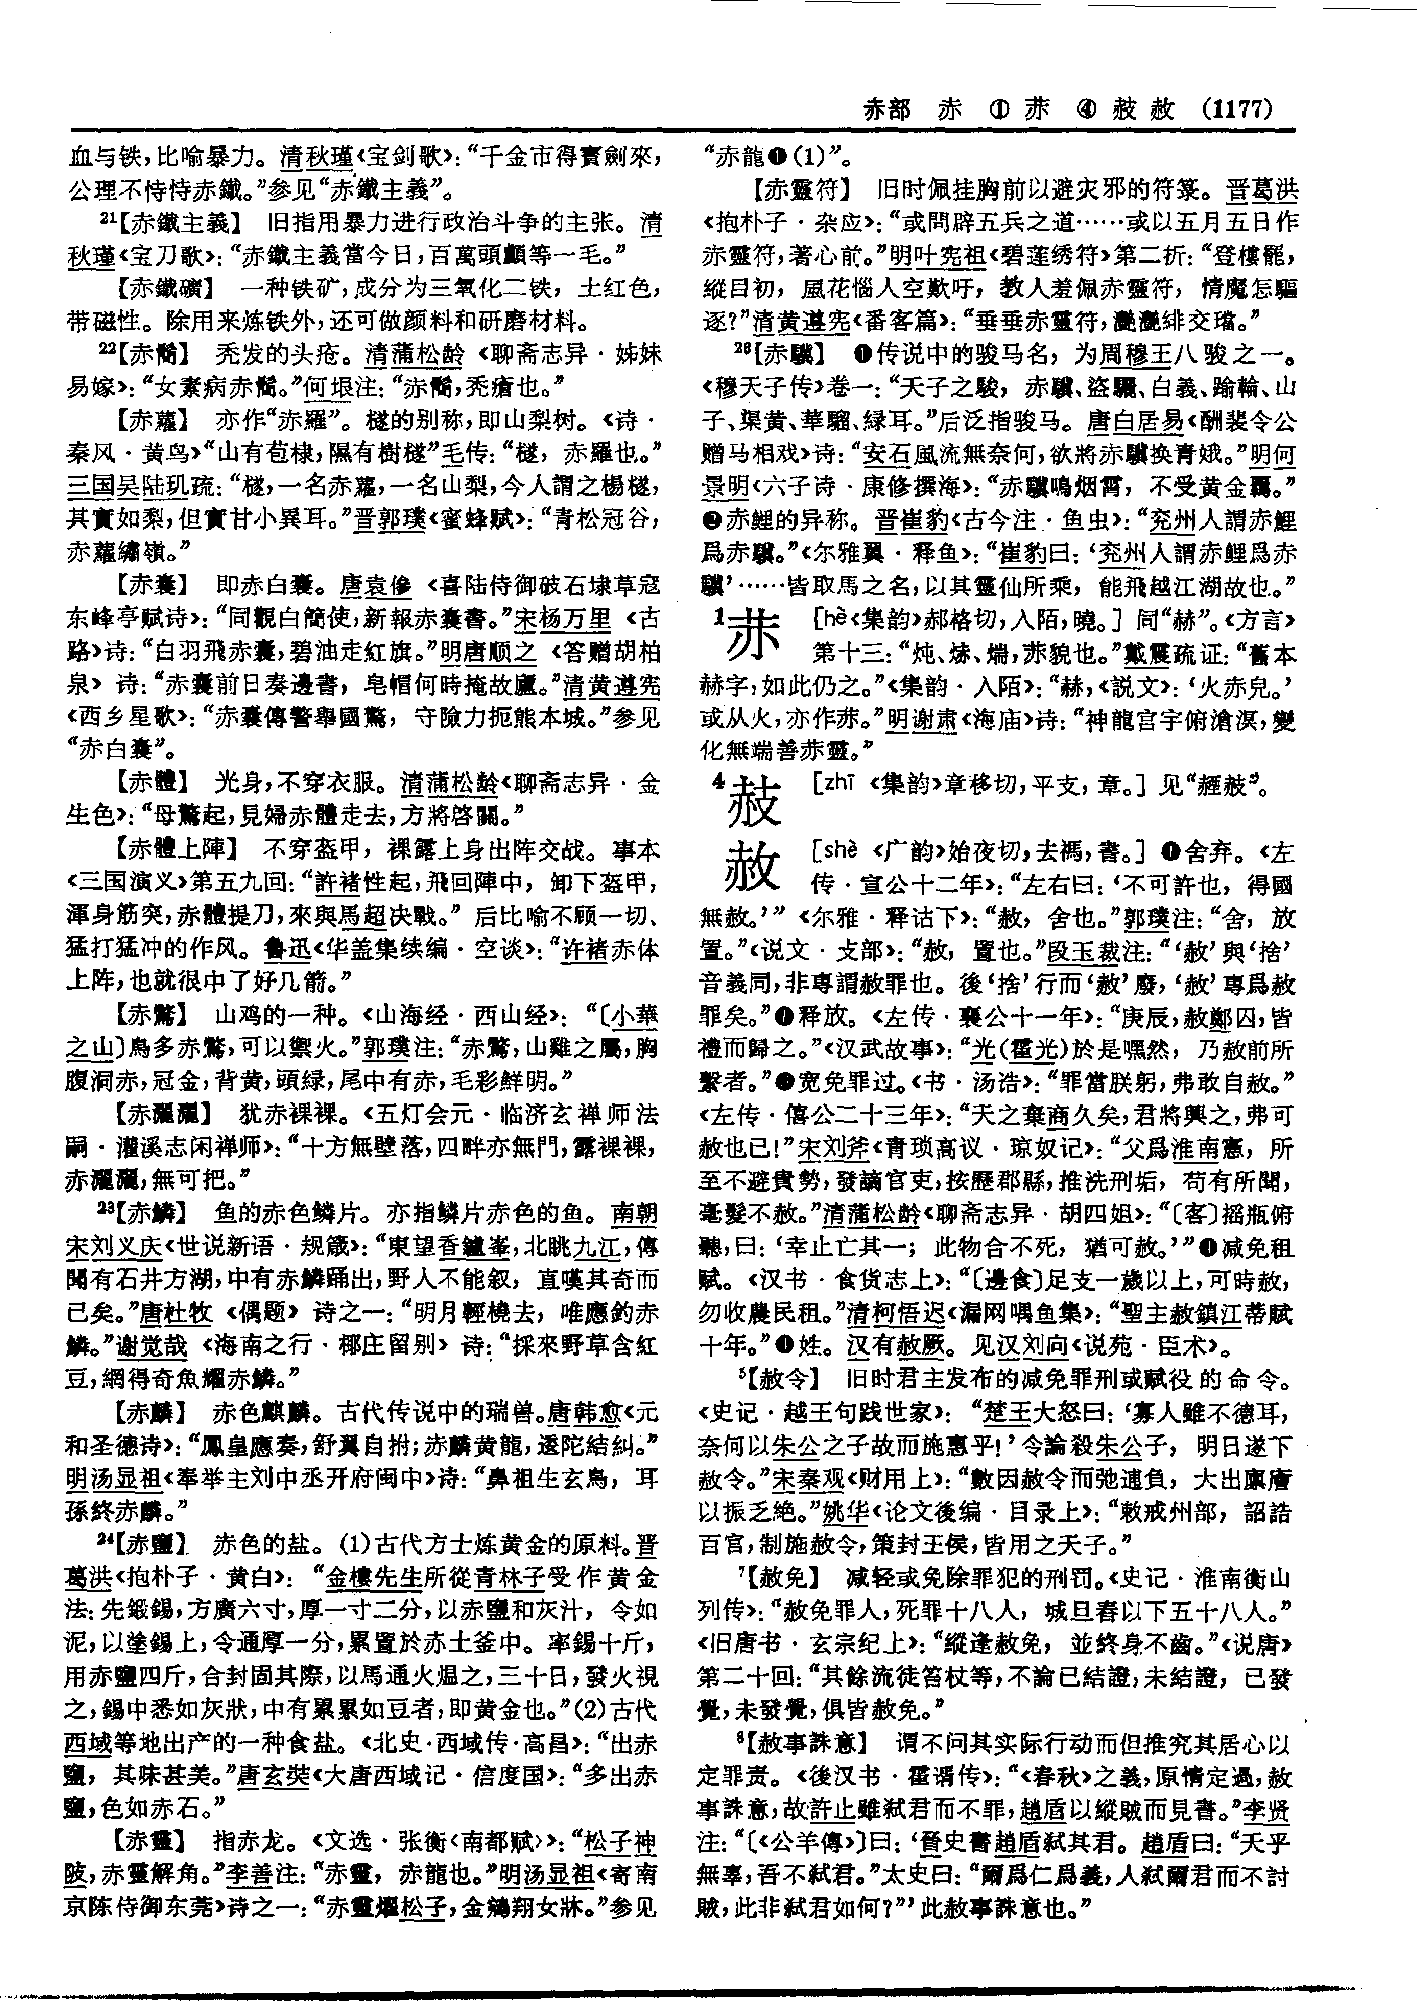 赤部 赤 ①𤆍 ④𧹛赦 (1177)
血与铁，比喻暴力。清秋瑾《宝剑歌》：“千金市得寳劍來，
公理不恃恃赤鐵。”参见“赤鐵主義”。
²¹【赤鐵主義】 旧指用暴力进行政治斗争的主张。清
秋瑾《宝刀歌》：“赤鐵主義當今日，百萬頭顱等一毛。”
【赤鐵礦】 一种铁矿，成分为三氧化二铁，土红色，
带磁性。除用来炼铁外，还可做颜料和研磨材料。
²²【赤鬜】 秃发的头疮。清蒲松龄《聊斋志异·姊妹
易嫁》：“女素病赤鬜。”何垠注：“赤鬜，秃瘡也。”
【赤蘿】 亦作“赤羅”。檖的别称，即山梨树。《诗·
秦风·黄鸟》“山有苞棣，隰有樹檖”毛传：“檖，赤羅也。”
三国吴陆玑疏：“檖，一名赤蘿，一名山梨，今人謂之楊檖，
其實如梨，但實甘小異耳。”晋郭璞《蜜蜂赋》：“青松冠谷，
赤蘿繡嶺。”
【赤囊】 即赤白囊。唐袁俢《喜陆侍御破石埭草寇
东峰亭赋诗》：“同觀白簡使，新報赤囊書。”宋杨万里《古
路》诗：“白羽飛赤囊，碧油走紅旗。”明唐顺之《答赠胡柏
泉》诗：“赤囊前日奏邊書，皂帽何時掩故廬。”清黄遵宪
《西乡星歌》：“赤囊傳警舉國驚，守險力扼熊本城。”参见
“赤白囊”。
【赤體】 光身，不穿衣服。清蒲松龄《聊斋志异·金
生色》：“母驚起，見婦赤體走去，方將啓關。”
【赤體上陣】 不穿盔甲，裸露上身出阵交战。事本
《三国演义》第五九回：“許褚性起，飛回陣中，卸下盔甲，
渾身筋突，赤體提刀，來與馬超决戰。”后比喻不顾一切、
猛打猛冲的作风。鲁迅《华盖集续编·空谈》：“许褚赤体
上阵，也就很中了好几箭。”
【赤鷩】 山鸡的一种。《山海经·西山经》：“〔小華
之山〕鳥多赤鷩，可以禦火。”郭璞注：“赤鷩，山雞之屬，胸
腹洞赤，冠金，背黄，頭緑，尾中有赤，毛彩鮮明。”
【赤灑灑】 犹赤裸裸。《五灯会元·临济玄禅师法
嗣·灌溪志闲禅师》：“十方無壁落，四畔亦無門，露裸裸，
赤灑灑，無可把。”
²³【赤鱗】 鱼的赤色鳞片。亦指鳞片赤色的鱼。南朝
宋刘义庆《世说新语·规箴》：“東望香鑪峯，北眺九江，傳
聞有石井方湖，中有赤鱗踊出，野人不能叙，直嘆其奇而
已矣。”唐杜牧《偶题》诗之一：“明月輕橈去，唯應釣赤
鱗。”谢觉哉《海南之行·椰庄留别》诗：“採來野草含紅
豆，網得奇魚耀赤鱗。”
【赤麟】 赤色麒麟。古代传说中的瑞兽。唐韩愈《元
和圣德诗》：“鳳皇應奏，舒翼自拊；赤麟黄龍，逶陀結糾。”
明汤显祖《奉举主刘中丞开府闽中》诗：“鼻祖生玄鳥，耳
孫終赤麟。”
²⁴【赤鹽】 赤色的盐。(1)古代方士炼黄金的原料。晋
葛洪《抱朴子·黄白》：“金樓先生所從青林子受作黄金
法：先鍛錫，方廣六寸，厚一寸二分，以赤鹽和灰汁，令如
泥，以塗錫上，令通厚一分，累置於赤土釜中。率錫十斤，
用赤鹽四斤，合封固其際，以馬通火煴之，三十日，發火視
之，錫中悉如灰狀，中有累累如豆者，即黄金也。”(2)古代
西域等地出产的一种食盐。《北史·西域传·高昌》：“出赤
鹽，其味甚美。”唐玄奘《大唐西域记·信度国》：“多出赤
鹽，色如赤石。”
【赤靈】 指赤龙。《文选·张衡〈南都赋〉》：“松子神
陂，赤靈解角。”李善注：“赤靈，赤龍也。”明汤显祖《寄南
京陈侍御东莞》诗之一：“赤靈燿松子，金鵁翔女牀。”参见
“赤龍❶(1)”。
【赤靈符】 旧时佩挂胸前以避灾邪的符箓。晋葛洪
《抱朴子·杂应》：“或問辟五兵之道……或以五月五日作
赤靈符，著心前。”明叶宪祖《碧莲绣符》第二折：“登樓罷，
縱目初，風花惱人空歎吁，教人羞佩赤靈符，情魔怎驅
逐？”清黄遵宪《番客篇》：“垂垂赤靈符，灩灩緋交璫。”
²⁶【赤驥】 ❶传说中的骏马名，为周穆王八骏之一。
《穆天子传》卷一：“天子之駿，赤驥、盗驪、白義、踰輪、山
子、渠黄、華騮、緑耳。”后泛指骏马。唐白居易《酬裴令公
赠马相戏》诗：“安石風流無奈何，欲將赤驥换青娥。”明何
景明《六子诗·康修撰海》：“赤驥鳴烟霄，不受黄金羈。”
❷赤鲤的异称。晋崔豹《古今注·鱼虫》：“兖州人謂赤鯉
爲赤驥。”《尔雅翼·释鱼》：“崔豹曰：‘兖州人謂赤鯉爲赤
驥’……皆取馬之名，以其靈仙所乘，能飛越江湖故也。”
¹𤆍 [hè《集韵》郝格切，入陌，曉。] 同“赫”。《方言》
第十三：“炖、焃、煓，𤆍貌也。”戴震疏证：“舊本
赫字，如此仍之。”《集韵·入陌》：“赫，《説文》：‘火赤皃。’
或从火，亦作𤆍。”明谢肃《海庙》诗：“神龍宫宇俯滄溟，變
化無端善𤆍靈。”
⁴𧹛 [zhī《集韵》章移切，平支，章。] 见“䞓𧹛”。
赦 [shè《广韵》始夜切，去禡，書。] ❶舍弃。《左
传·宣公十二年》：“左右曰：‘不可許也，得國
無赦。’”《尔雅·释诂下》：“赦，舍也。”郭璞注：“舍，放
置。”《说文·攴部》：“赦，置也。”段玉裁注：“‘赦’與‘捨’
音義同，非專謂赦罪也。後‘捨’行而‘赦’廢，‘赦’專爲赦
罪矣。”❷释放。《左传·襄公十一年》：“庚辰，赦鄭囚，皆
禮而歸之。”《汉武故事》：“光(霍光)於是嘿然，乃赦前所
繫者。”❸宽免罪过。《书·汤浩》：“罪當朕躬，弗敢自赦。”
《左传·僖公二十三年》：“天之棄商久矣，君將興之，弗可
赦也已！”宋刘斧《青琐高议·琼奴记》：“父爲淮南憲，所
至不避貴勢，發謫官吏，按歷郡縣，推洗刑垢，苟有所聞，
毫髮不赦。”清蒲松龄《聊斋志异·胡四姐》：“〔客〕摇瓶俯
聽，曰：‘幸止亡其一；此物合不死，猶可赦。’”❹减免租
赋。《汉书·食货志上》：“〔邊食〕足支一歲以上，可時赦，
勿收農民租。”清柯悟迟《漏网喁鱼集》：“聖主赦鎮江蒂賦
十年。”❺姓。汉有赦厥。见汉刘向《说苑·臣术》。
⁵【赦令】 旧时君主发布的减免罪刑或赋役的命令。
《史记·越王句践世家》：“楚王大怒曰：‘寡人雖不德耳，
奈何以朱公之子故而施惠乎！’令論殺朱公子，明日遂下
赦令。”宋秦观《财用上》：“數因赦令而弛逋負，大出廪廥
以振乏絶。”姚华《论文後编·目录上》：“敕戒州部，詔誥
百官，制施赦令，策封王侯，皆用之天子。”
⁷【赦免】 减轻或免除罪犯的刑罚。《史记·淮南衡山
列传》：“赦免罪人，死罪十八人，城旦舂以下五十八人。”
《旧唐书·玄宗纪上》：“縱逢赦免，並終身不齒。”《说唐》
第二十回：“其餘流徒笞杖等，不論已結證，未結證，已發
覺，未發覺，俱皆赦免。”
⁸【赦事誅意】 谓不问其实际行动而但推究其居心以
定罪责。《後汉书·霍谞传》：“《春秋》之義，原情定過，赦
事誅意，故許止雖弑君而不罪，趙盾以縱賊而見書。”李贤
注：“〔《公羊傳》〕曰：‘晉史書趙盾弑其君。趙盾曰：“天乎
無辜，吾不弑君。”太史曰：“爾爲仁爲義，人弑爾君而不討
賊，此非弑君如何？”’此赦事誅意也。”